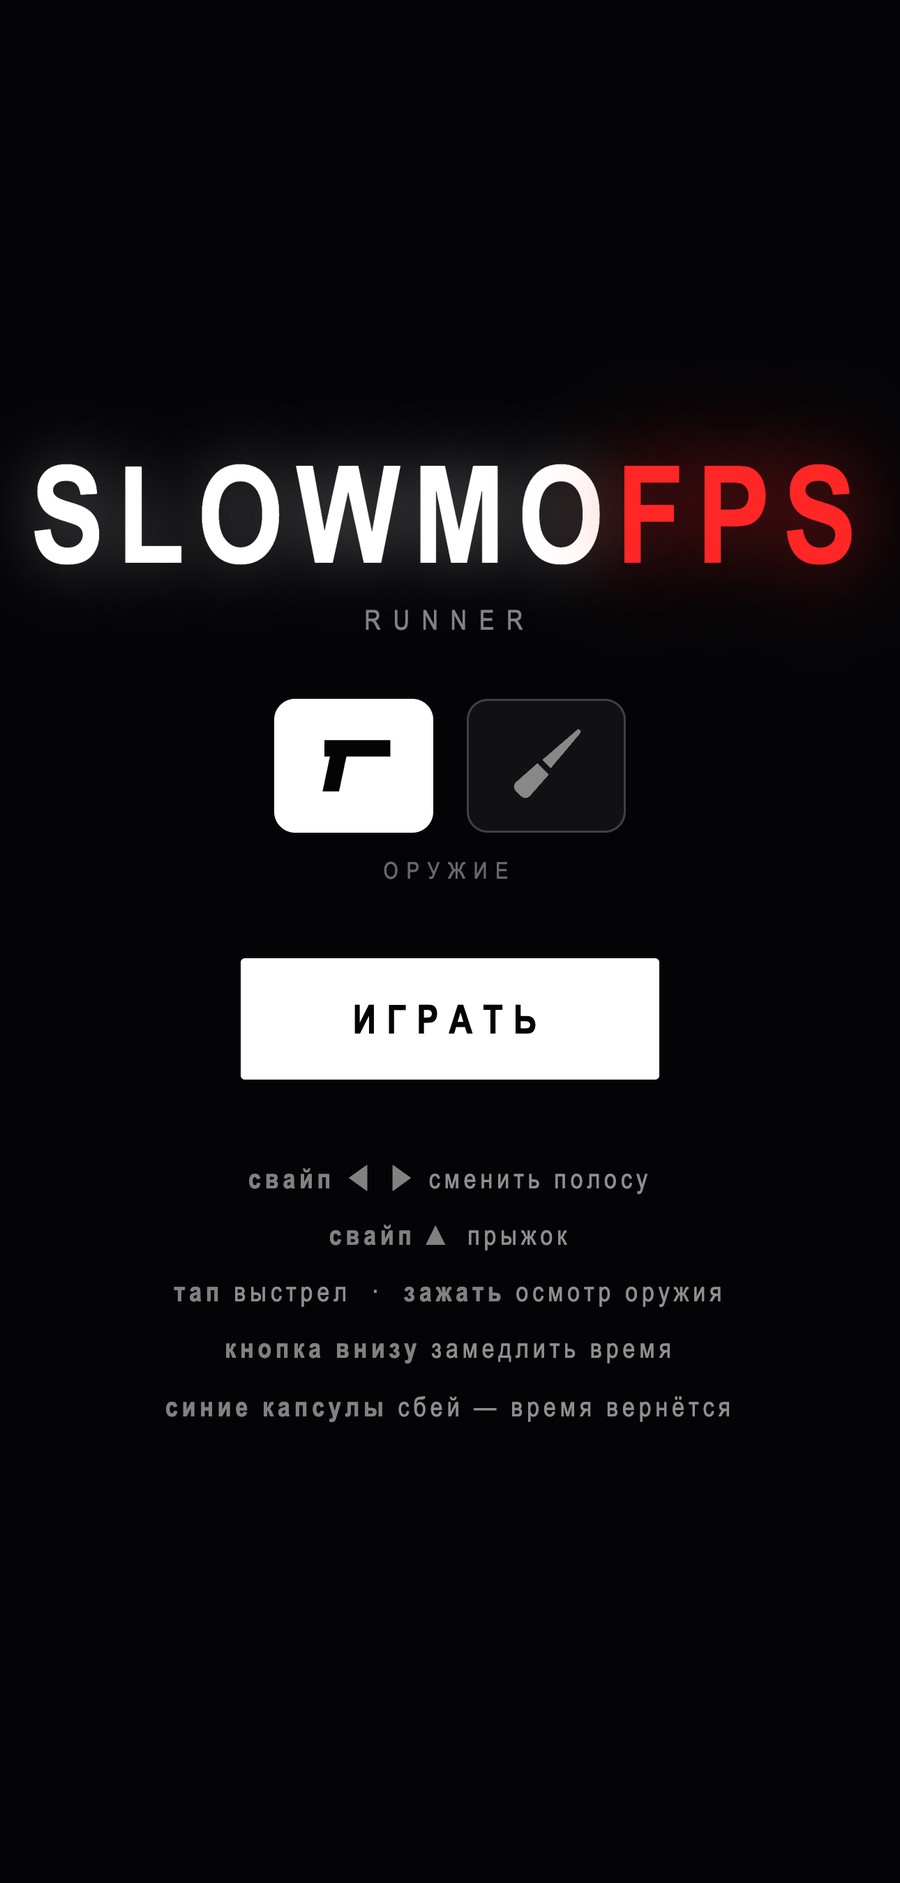 SLOWMOFPS
RUNNER
ОРУЖИЕ
ИГРАТЬ
свайп ◀ ▶ сменить полосу
свайп ▲ прыжок
тап выстрел · зажать осмотр оружия
кнопка внизу замедлить время
синие капсулы сбей — время вернётся